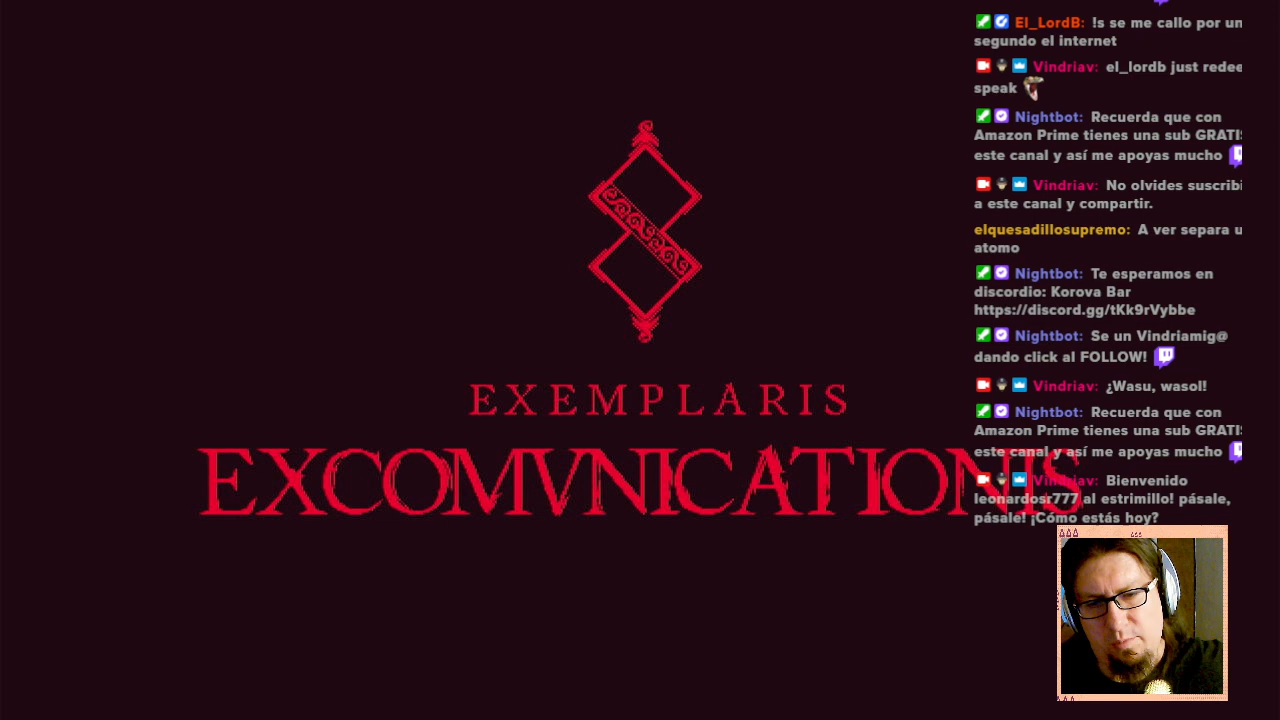 El_LordB: !s se me callo por un
segundo el internet
Vindriav: el_lordb just redee
speak
Nightbot: Recuerda que con
Amazon Prime tienes una sub GRATI
este canal y así me apoyas mucho
Vindriav: No olvides suscribi
a este canal y compartir.
elquesadillosupremo: A ver separa u
atomo
Nightbot: Te esperamos en
discordio: Korova Bar
https://discord.gg/tKk9rVybbe
Nightbot: Se un Vindriamig@
dando click al FOLLOW!
Vindriav: ¿Wasu, wasol!
Nightbot: Recuerda que con
Amazon Prime tienes una sub GRATI
este canal y así me apoyas mucho
Vindriav: Bienvenido
leonardosr777 al estrimillo! pásale,
pásale! ¡Cómo estás hoy?
EXEMPLARIS
EXCOMVNICATIONIS